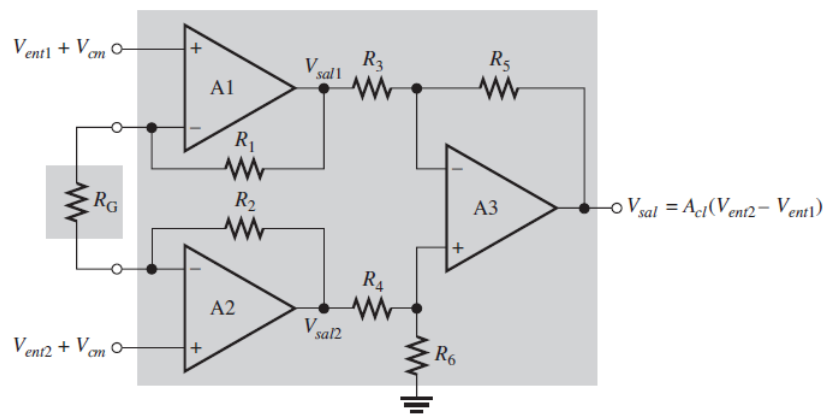 V_ent1 + V_cm
+
A1
−
V_sal1
R_3
R_5
R_1
R_G
R_2
−
A3
+
V_sal = A_cl(V_ent2 − V_ent1)
−
A2
+
R_4
V_sal2
V_ent2 + V_cm
R_6